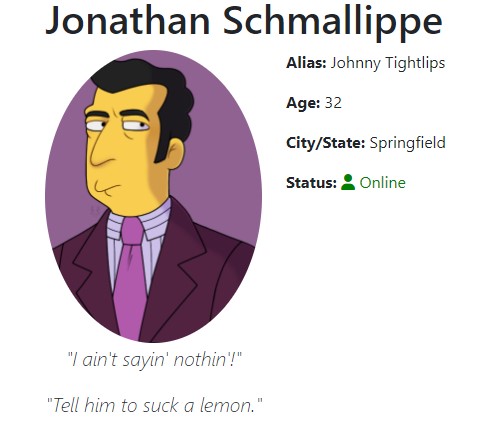 Jonathan Schmallippe
Alias: Johnny Tightlips
Age: 32
City/State: Springfield
Status: Online
"I ain't sayin' nothin'!"
"Tell him to suck a lemon."